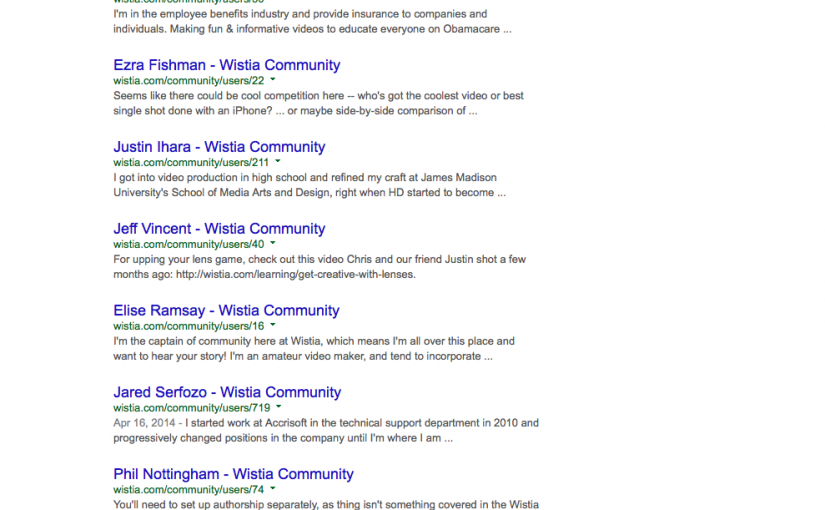 I'm in the employee benefits industry and provide insurance to companies and
individuals. Making fun & informative videos to educate everyone on Obamacare ...
Ezra Fishman - Wistia Community
wistia.com/community/users/22
Seems like there could be cool competition here -- who's got the coolest video or best
single shot done with an iPhone? ... or maybe side-by-side comparison of ...
Justin Ihara - Wistia Community
wistia.com/community/users/211
I got into video production in high school and refined my craft at James Madison
University's School of Media Arts and Design, right when HD started to become ...
Jeff Vincent - Wistia Community
wistia.com/community/users/40
For upping your lens game, check out this video Chris and our friend Justin shot a few
months ago: http://wistia.com/learning/get-creative-with-lenses.
Elise Ramsay - Wistia Community
wistia.com/community/users/16
I'm the captain of community here at Wistia, which means I'm all over this place and
want to hear your story! I'm an amateur video maker, and tend to incorporate ...
Jared Serfozo - Wistia Community
wistia.com/community/users/719
Apr 16, 2014 - I started work at Accrisoft in the technical support department in 2010 and
progressively changed positions in the company until I'm where I am ...
Phil Nottingham - Wistia Community
wistia.com/community/users/74
You'll need to set up authorship separately, as thing isn't something covered in the Wistia